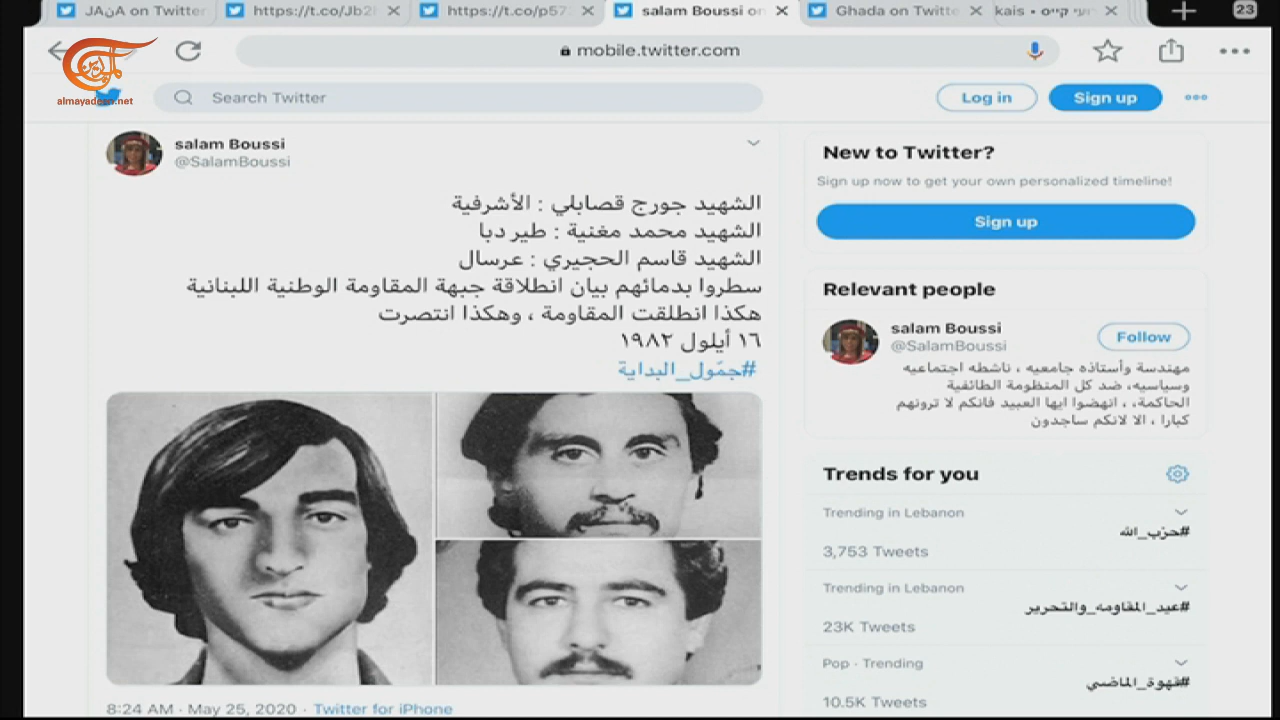 JAنA on Twitter
https://t.co/Jb2
https://t.co/p57
salam Boussi on
Ghada on Twitte
kais • רועי קייס
23
mobile.twitter.com
almayadeen.net
Search Twitter
Log in
Sign up
salam Boussi
@SalamBoussi
الشهيد جورج قصابلي : الأشرفية
الشهيد محمد مغنية : طير دبا
الشهيد قاسم الحجيري : عرسال
سطروا بدمائهم بيان انطلاقة جبهة المقاومة الوطنية اللبنانية
هكذا انطلقت المقاومة ، وهكذا انتصرت
١٦ أيلول ١٩٨٢
#جمّول_البداية
8:24 AM · May 25, 2020 · Twitter for iPhone
New to Twitter?
Sign up now to get your own personalized timeline!
Sign up
Relevant people
salam Boussi
@SalamBoussi
Follow
مهندسة وأستاذه جامعيه ، ناشطه اجتماعيه
وسياسيه، ضد كل المنظومة الطائفية
الحاكمة، ، انهضوا ايها العبيد فانكم لا ترونهم
كبارا ، الا لانكم ساجدون
Trends for you
Trending in Lebanon
#حزب_الله
3,753 Tweets
Trending in Lebanon
#عيد_المقاومه_والتحرير
23K Tweets
Pop · Trending
#قهوة_الماضي
10.5K Tweets